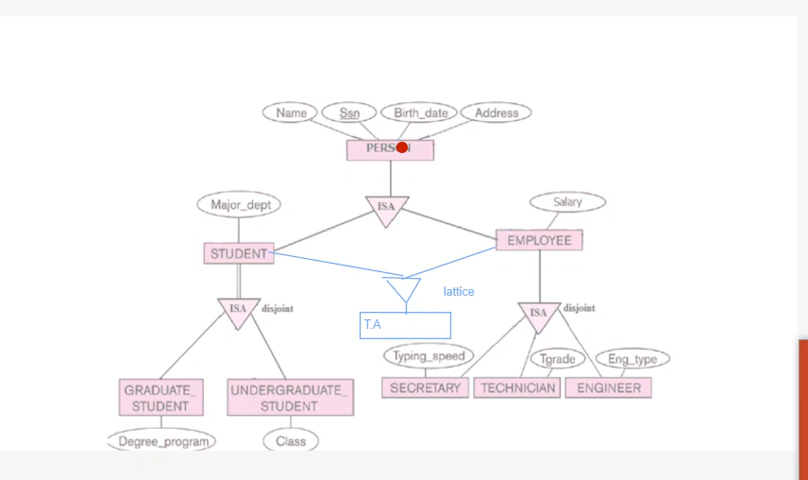 Name
Ssn
Birth_date
Address
ISA
Major_dept
Salary
STUDENT
EMPLOYEE
lattice
ISA
disjoint
ISA
disjoint
T.A
Typing_speed
Tgrade
Eng_type
GRADUATE_
STUDENT
UNDERGRADUATE_
STUDENT
SECRETARY
TECHNICIAN
ENGINEER
Degree_program
Class